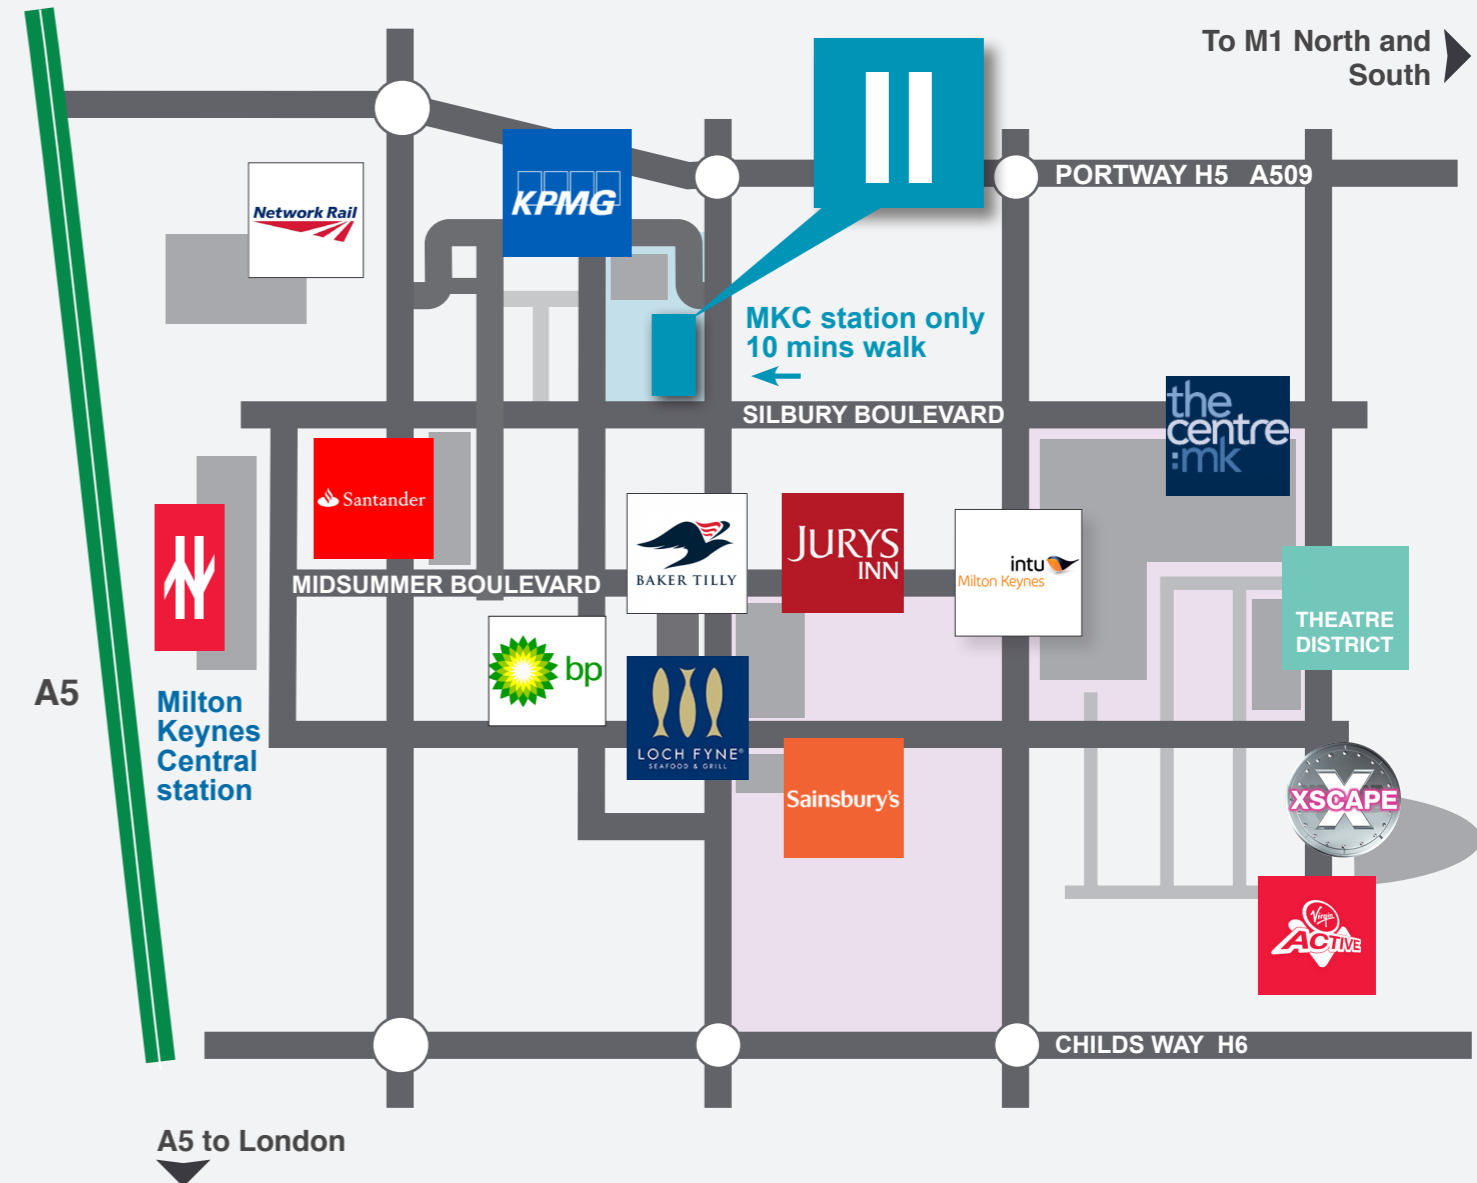 To M1 North and
South
KPMG
PORTWAY H5 A509
Network Rail
MKC station only
10 mins walk
the
centre
:mk
SILBURY BOULEVARD
Santander
JURYS
INN
intu
Milton Keynes
BAKER TILLY
MIDSUMMER BOULEVARD
THEATRE
DISTRICT
bp
A5
Milton
Keynes
Central
station
LOCH FYNE®
SEAFOOD & GRILL
Sainsbury's
XSCAPE
X
Virgin
ACTIVE
CHILDS WAY H6
A5 to London